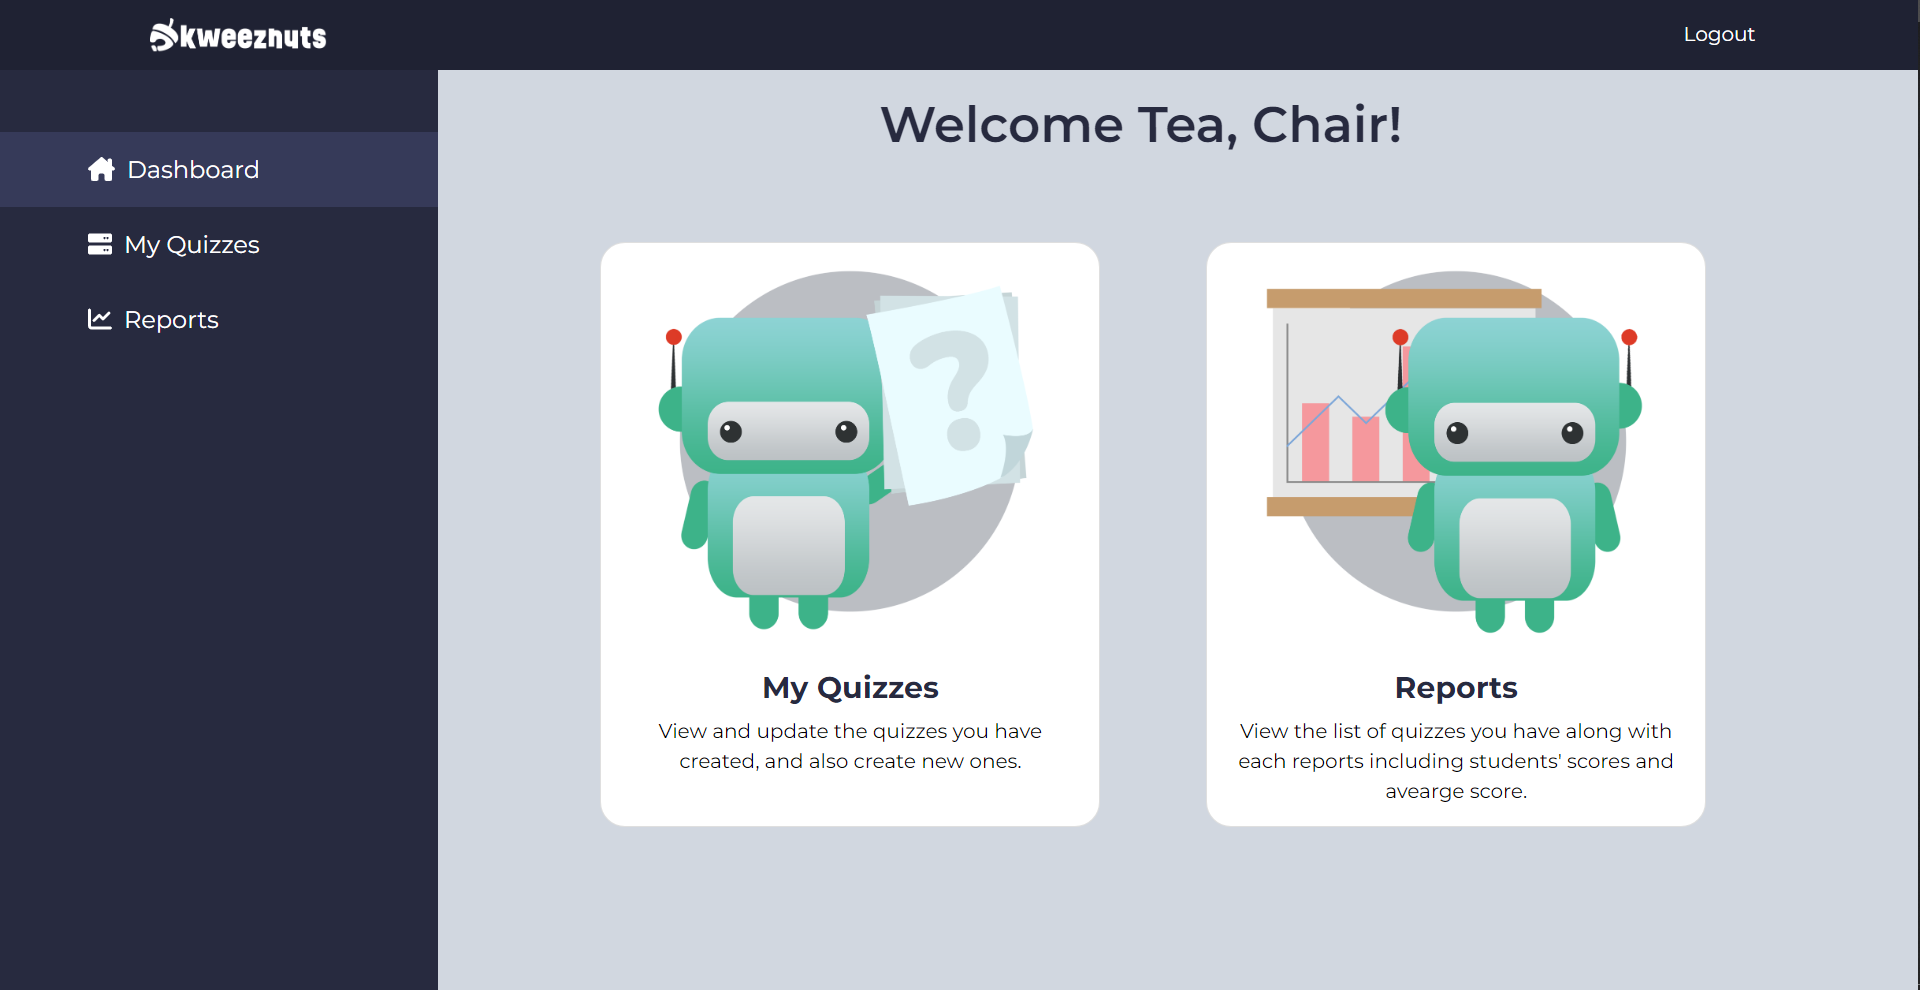 kweeznuts
Logout
Dashboard
My Quizzes
Reports
Welcome Tea, Chair!
?
My Quizzes
View and update the quizzes you have
created, and also create new ones.
Reports
View the list of quizzes you have along with
each reports including students' scores and
avearge score.